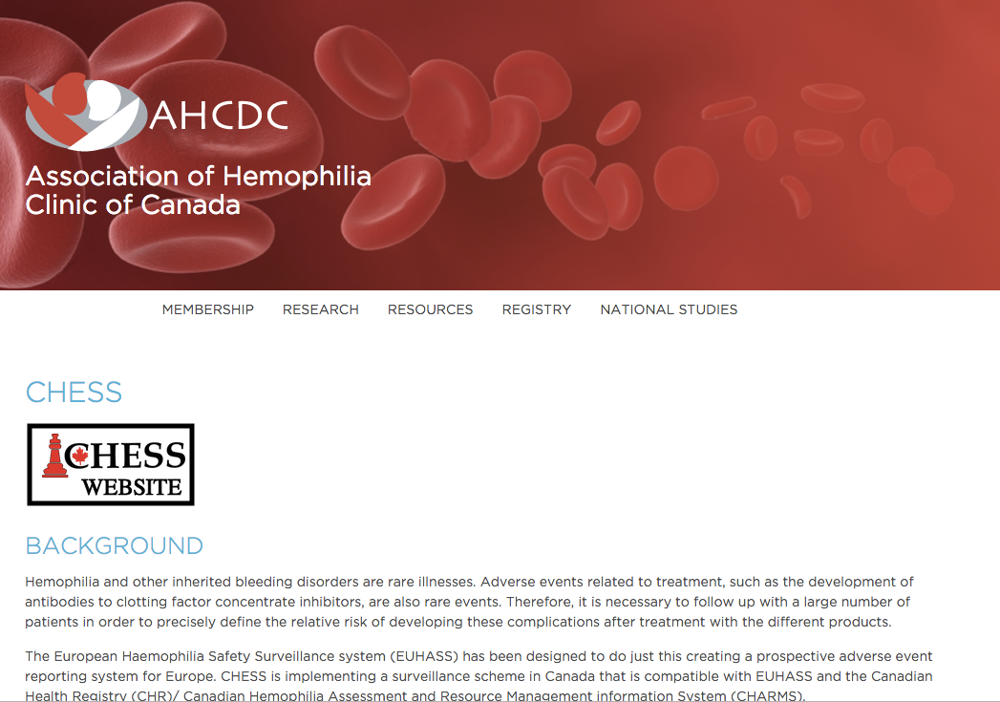 AHCDC
Association of Hemophilia
Clinic of Canada
MEMBERSHIP RESEARCH RESOURCES REGISTRY NATIONAL STUDIES
CHESS
CHESS
WEBSITE
BACKGROUND
Hemophilia and other inherited bleeding disorders are rare illnesses. Adverse events related to treatment, such as the development of
antibodies to clotting factor concentrate inhibitors, are also rare events. Therefore, it is necessary to follow up with a large number of
patients in order to precisely define the relative risk of developing these complications after treatment with the different products.
The European Haemophilia Safety Surveillance system (EUHASS) has been designed to do just this creating a prospective adverse event
reporting system for Europe. CHESS is implementing a surveillance scheme in Canada that is compatible with EUHASS and the Canadian
Health Registry (CHR)/ Canadian Hemophilia Assessment and Resource Management information System (CHARMS).